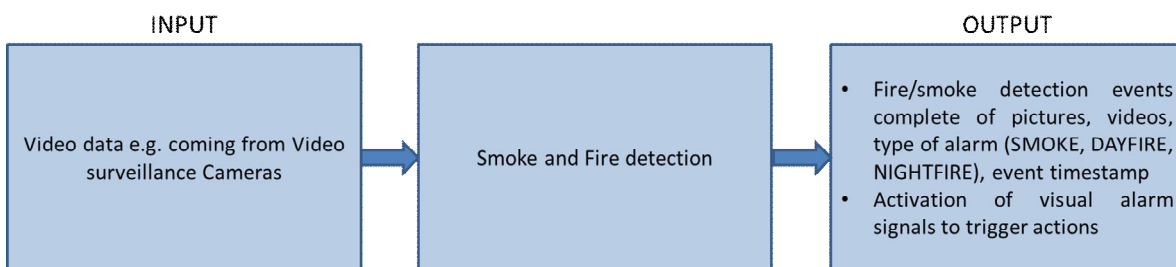 INPUT
OUTPUT
Video data e.g. coming from Video
surveillance Cameras
Smoke and Fire detection
• Fire/smoke detection events
complete of pictures, videos,
type of alarm (SMOKE, DAYFIRE,
NIGHTFIRE), event timestamp
• Activation of visual alarm
signals to trigger actions